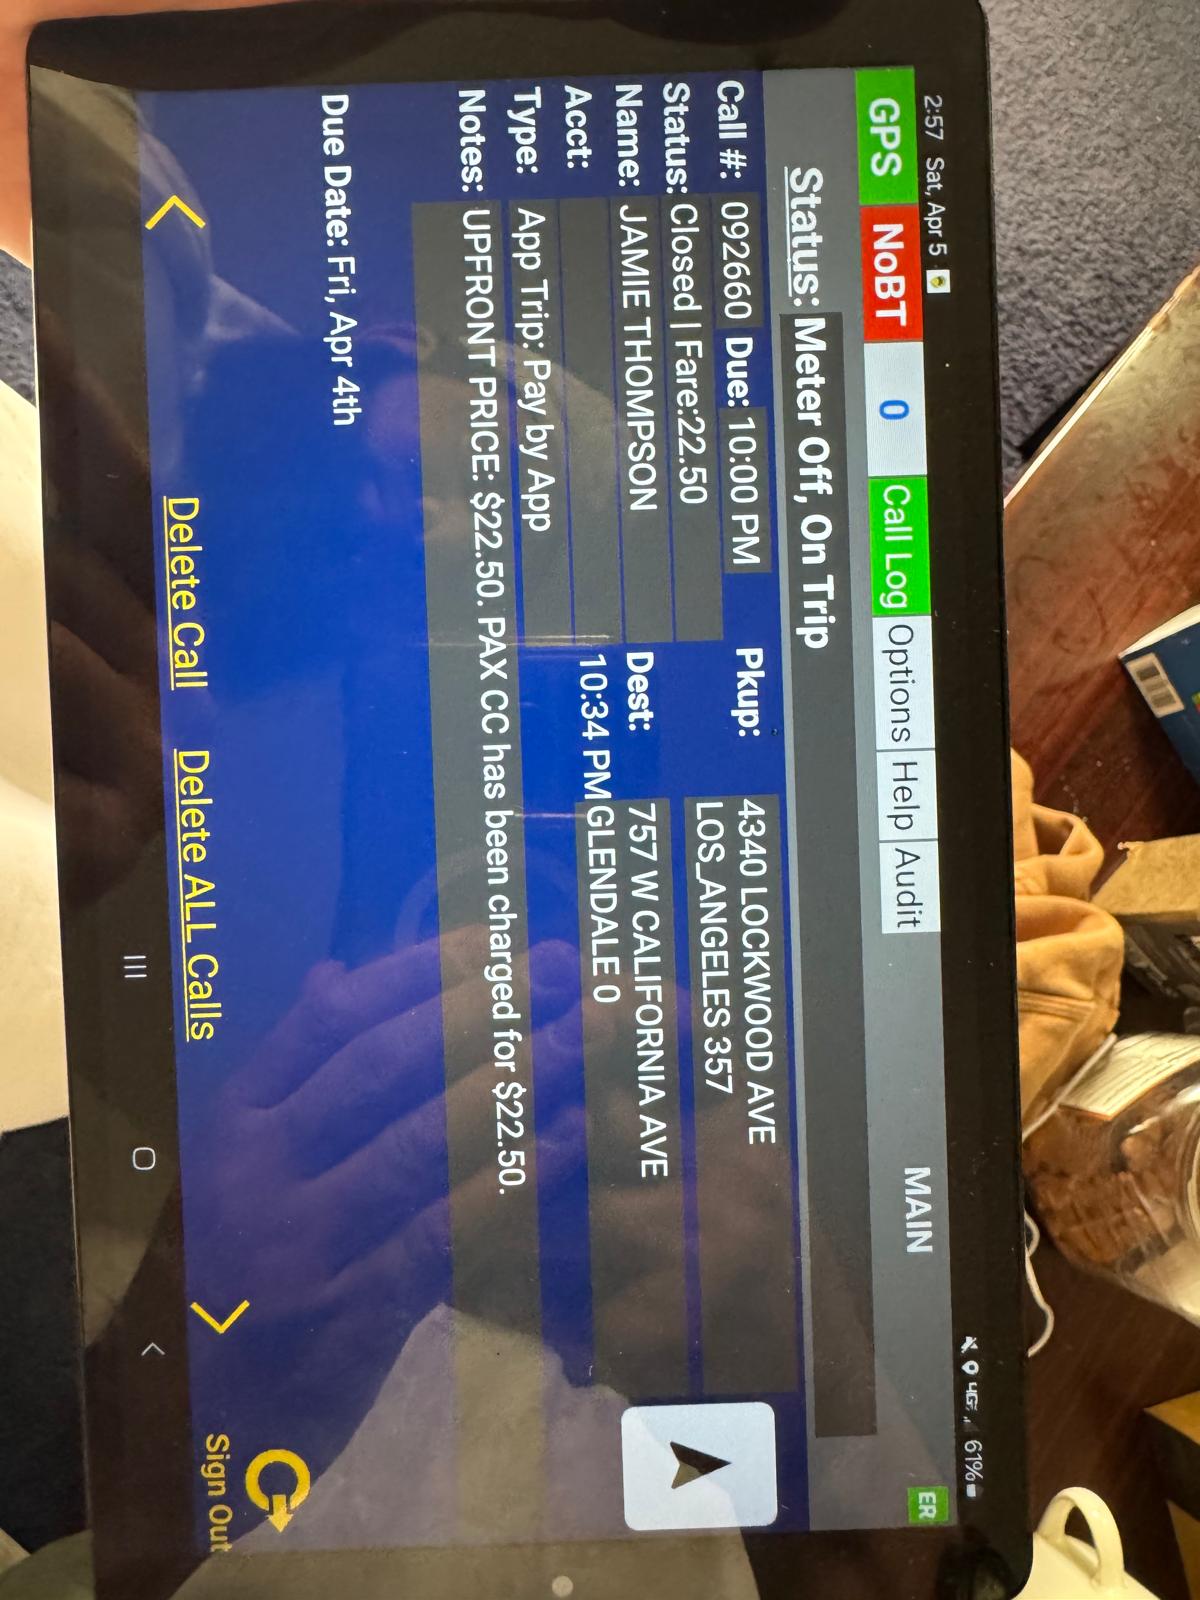 2:57 Sat, Apr 5
4G 61%
GPS NoBT 0 Call Log Options Help Audit MAIN ER
Status: Meter Off, On Trip
Call #: 092660 Due: 10:00 PM
Status: Closed | Fare:22.50
Name: JAMIE THOMPSON
Acct:
Type: App Trip: Pay by App
Pkup: 4340 LOCKWOOD AVE
LOS_ANGELES 357
Dest: 757 W CALIFORNIA AVE
10:34 PM GLENDALE 0
Notes: UPFRONT PRICE: $22.50. PAX CC has been charged for $22.50.
Due Date: Fri, Apr 4th
Delete Call Delete ALL Calls
Sign Out